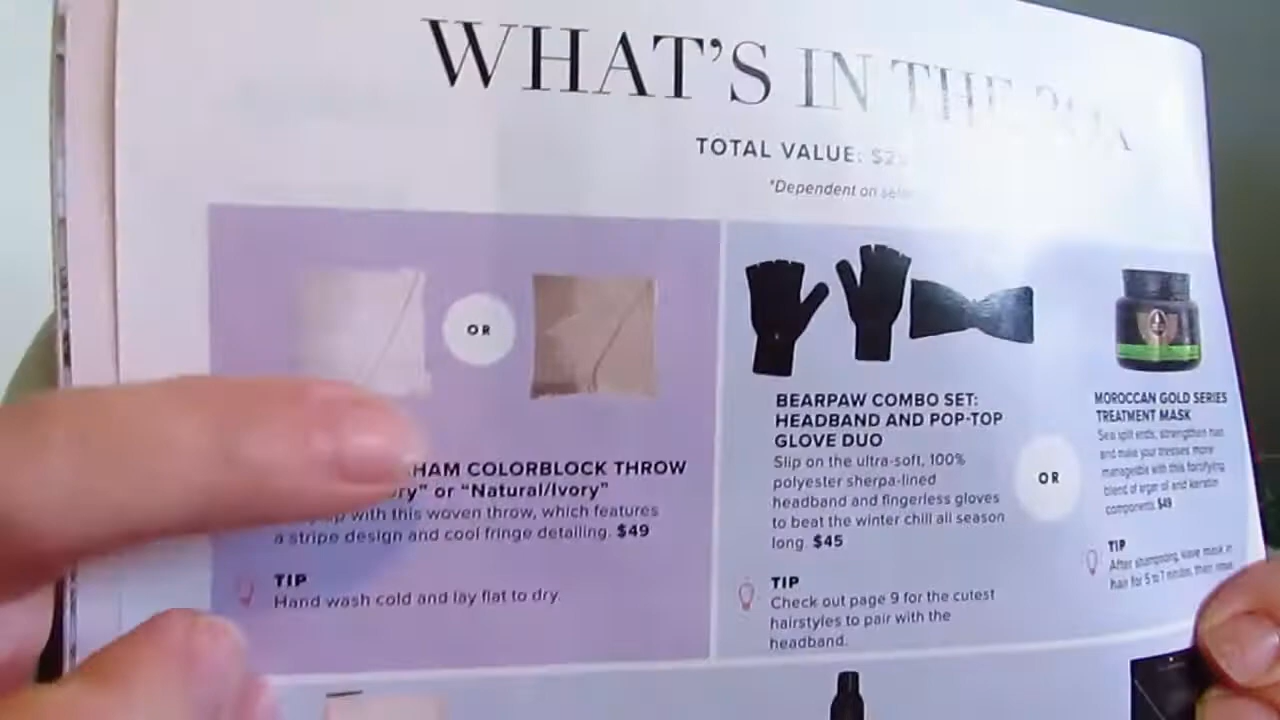 WHAT'S IN THE
TOTAL VALUE:
*Dependent on
OR
HAM COLORBLOCK THROW
ry" or "Natural/Ivory"
with this woven throw, which features
a stripe design and cool fringe detailing. $49
TIP
Hand wash cold and lay flat to dry.
BEARPAW COMBO SET:
HEADBAND AND POP-TOP
GLOVE DUO
Slip on the ultra-soft, 100%
polyester sherpa-lined
headband and fingerless gloves
to beat the winter chill all season
long. $45
TIP
Check out page 9 for the cutest
hairstyles to pair with the
headband.
OR
MOROCCAN GOLD SERIES
TREATMENT MASK
Sea split ends, strengthen hair
and make your tresses more
manageable with this fortifying
blend of argan oil and keratin
components. $49
TIP
After shampooing, leave mask in
hair for 5 to 7 minutes, then rinse.